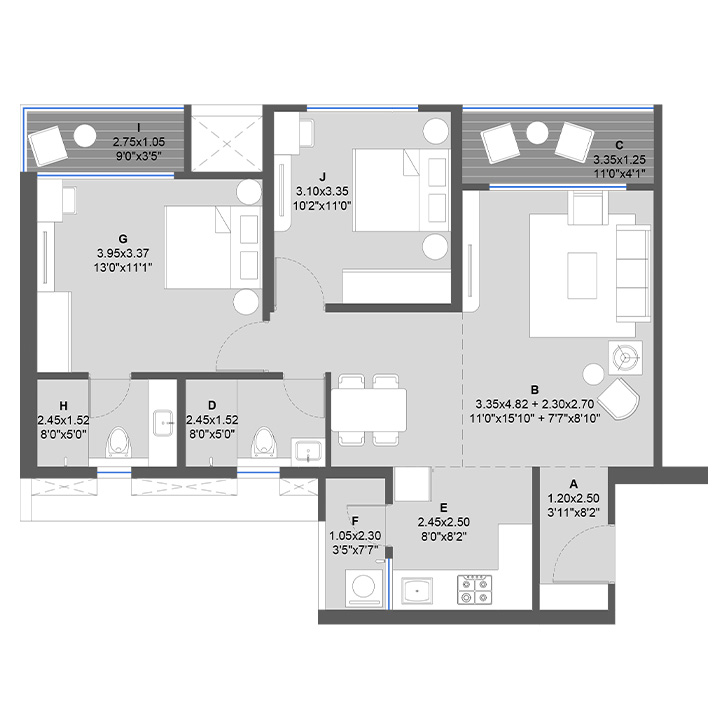 I
2.75x1.05
9'0"x3'5"
C
3.35x1.25
11'0"x4'1"
J
3.10x3.35
10'2"x11'0"
G
3.95x3.37
13'0"x11'1"
B
3.35x4.82 + 2.30x2.70
11'0"x15'10" + 7'7"x8'10"
H
2.45x1.52
8'0"x5'0"
D
2.45x1.52
8'0"x5'0"
A
1.20x2.50
3'11"x8'2"
E
2.45x2.50
8'0"x8'2"
F
1.05x2.30
3'5"x7'7"